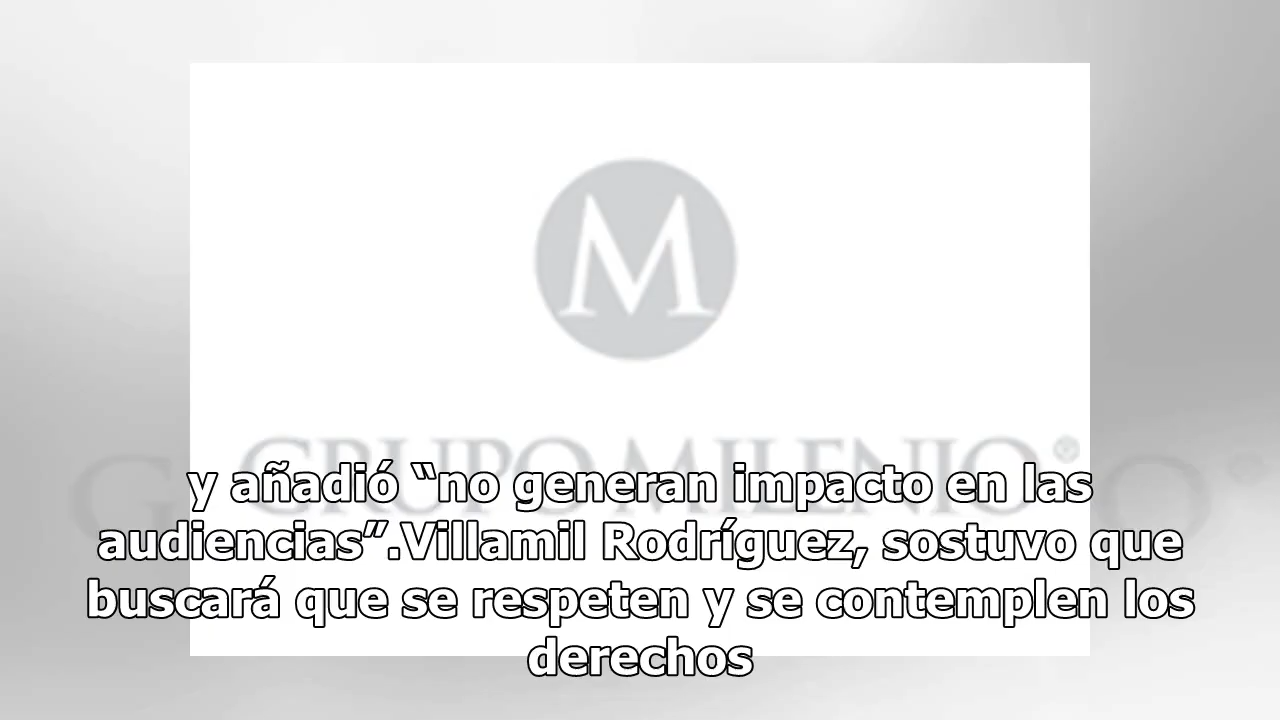 M
GRUPO MILENIO®
y añadió “no generan impacto en las
audiencias”.Villamil Rodríguez, sostuvo que
buscará que se respeten y se contemplen los
derechos